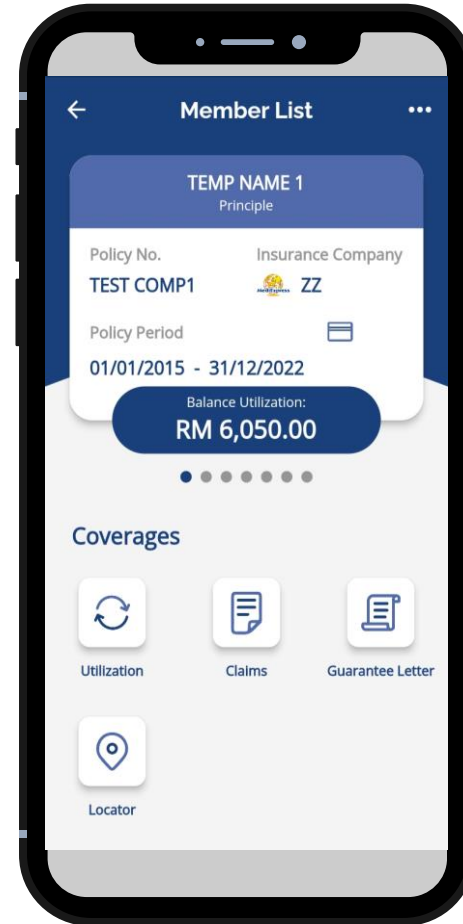 Member List
TEMP NAME 1
Principle
Policy No.
Insurance Company
TEST COMP1
ZZ
Policy Period
01/01/2015 - 31/12/2022
Balance Utilization:
RM 6,050.00
Coverages
Utilization
Claims
Guarantee Letter
Locator